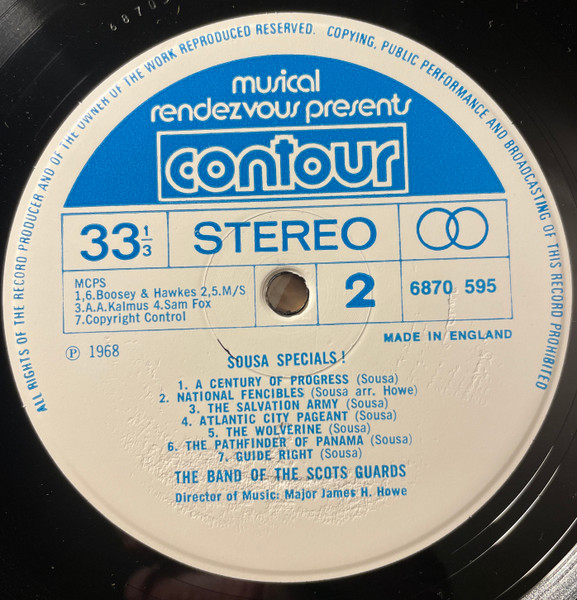 ALL RIGHTS OF THE RECORD PRODUCER AND OF THE OWNER OF THE WORK REPRODUCED RESERVED. COPYING, PUBLIC PERFORMANCE AND BROADCASTING OF THIS RECORD PROHIBITED
musical
rendezvous presents
contour
33 1/3
STEREO
MCPS
1,6.Boosey & Hawkes 2,5.M/S
3.A.A.Kalmus 4.Sam Fox
7.Copyright Control
2
6870 595
MADE IN ENGLAND
Ⓟ 1968
SOUSA SPECIALS!
1. A CENTURY OF PROGRESS (Sousa)
2. NATIONAL FENCIBLES (Sousa arr. Howe)
3. THE SALVATION ARMY (Sousa)
4. ATLANTIC CITY PAGEANT (Sousa)
5. THE WOLVERINE (Sousa)
6. THE PATHFINDER OF PANAMA (Sousa)
7. GUIDE RIGHT (Sousa)
THE BAND OF THE SCOTS GUARDS
Director of Music: Major James H. Howe